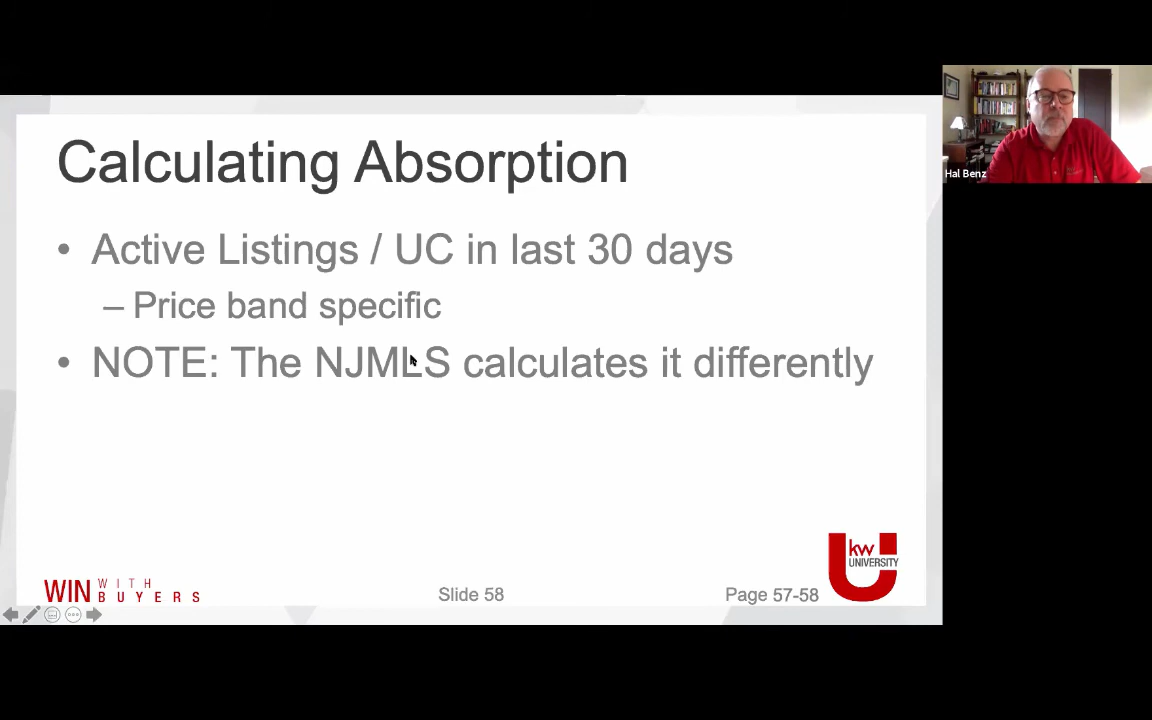 Calculating Absorption
• Active Listings / UC in last 30 days
– Price band specific
• NOTE: The NJMLS calculates it differently
WIN WITH BUYERS
Slide 58
Page 57-58
kw
UNIVERSITY
Hal Benz